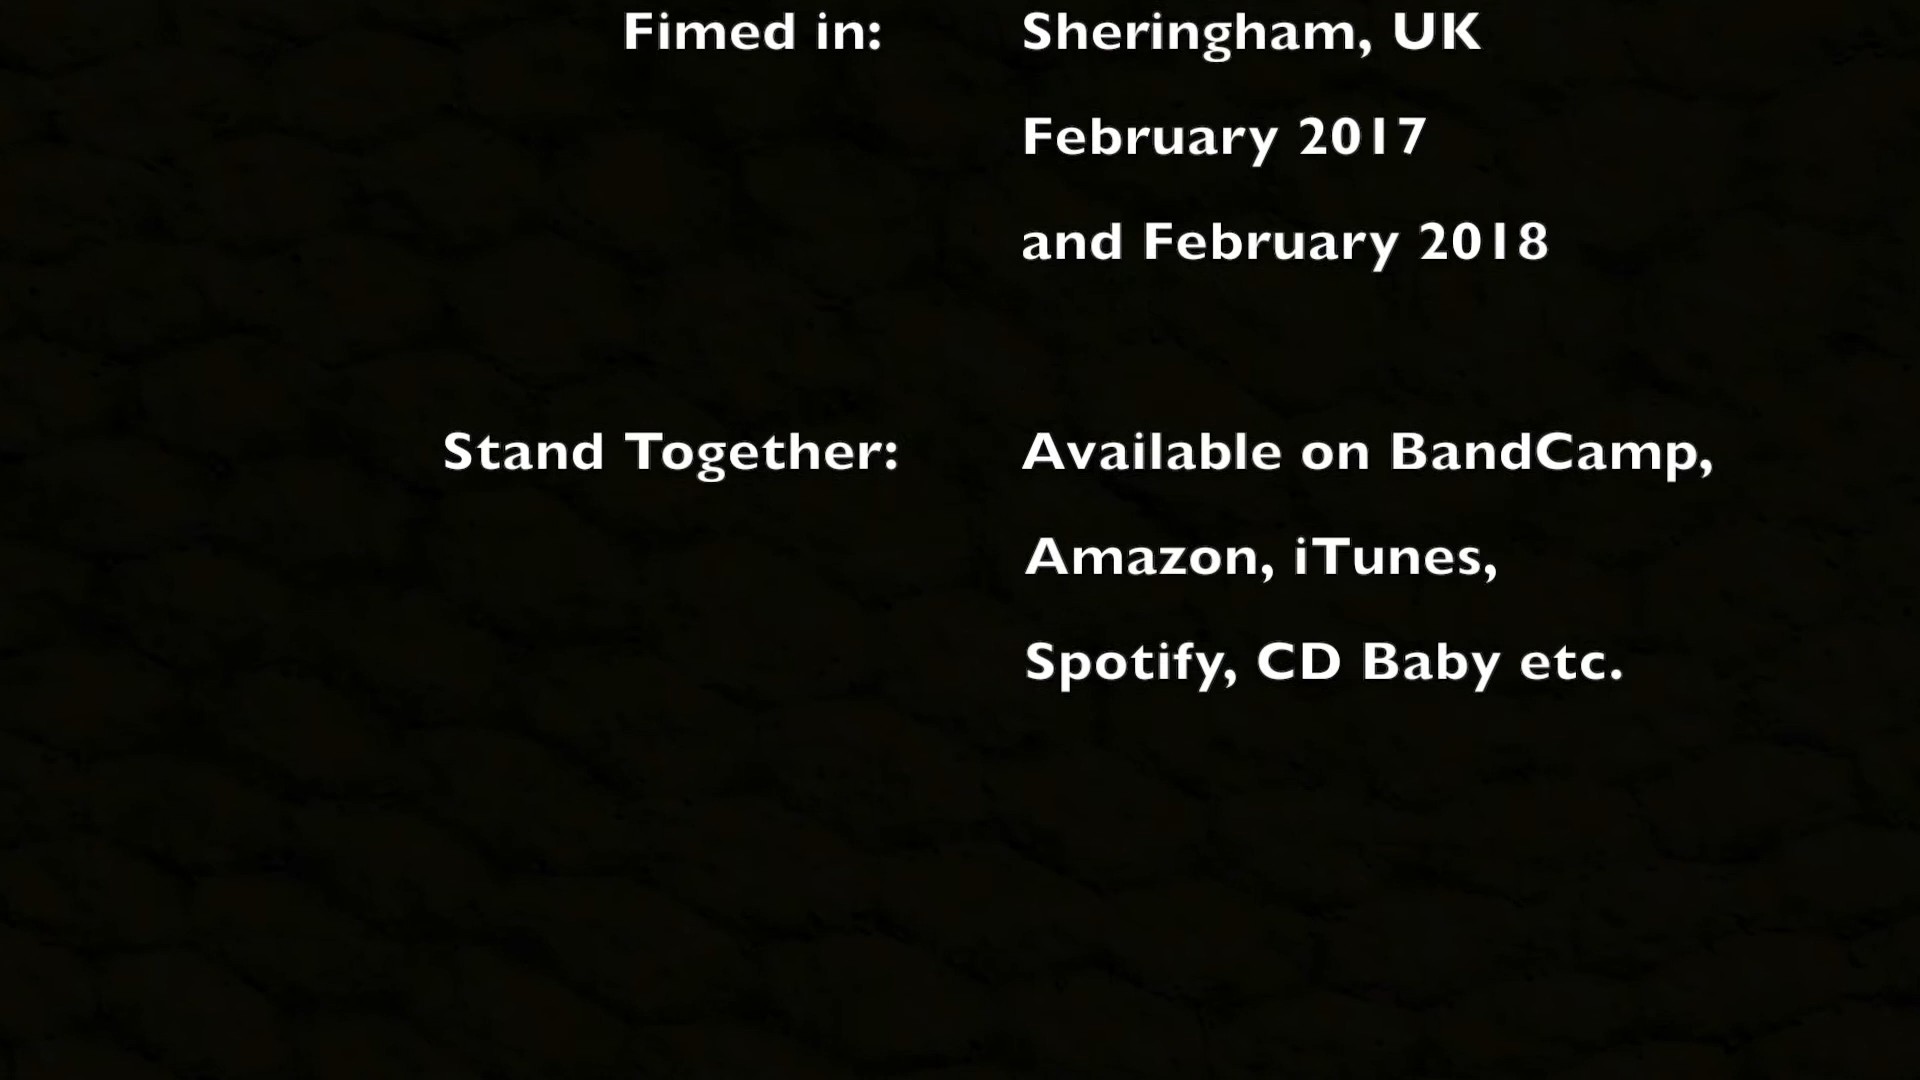 Fimed in: Sheringham, UK
February 2017
and February 2018
Stand Together: Available on BandCamp,
Amazon, iTunes,
Spotify, CD Baby etc.